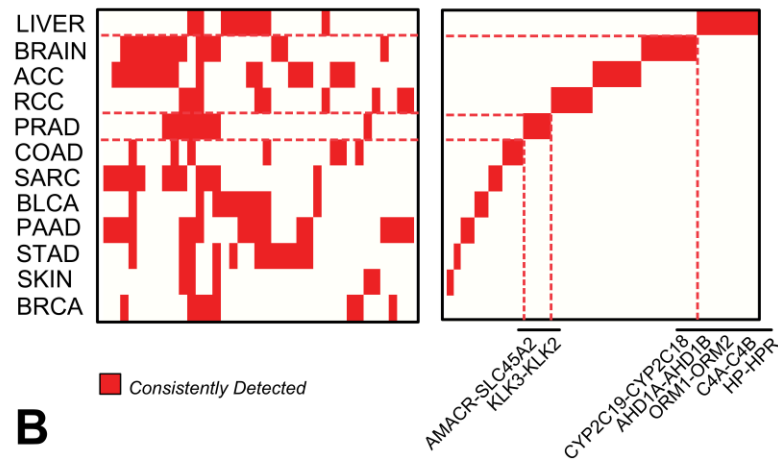 LIVER
BRAIN
ACC
RCC
PRAD
COAD
SARC
BLCA
PAAD
STAD
SKIN
BRCA
AMACR-SLC45A2
KLK3-KLK2
CYP2C19-CYP2C18
AHD1A-AHD1B
ORM1-ORM2
C4A-C4B
HP-HPR
Consistently Detected
B